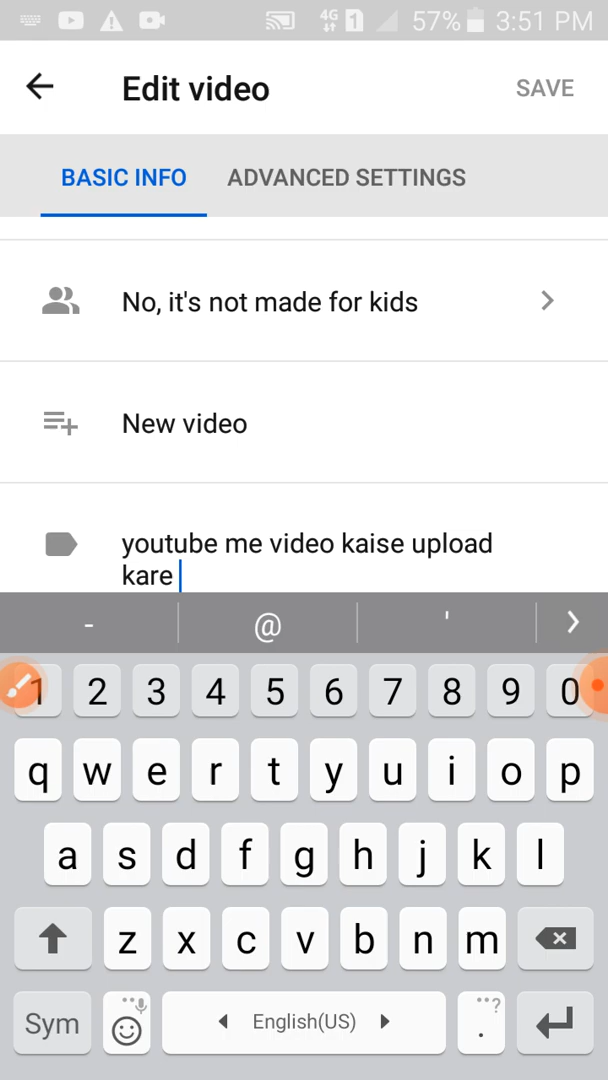 4G 1 57% 3:51 PM
Edit video SAVE
BASIC INFO ADVANCED SETTINGS
No, it's not made for kids
New video
youtube me video kaise upload
kare
- @ '
1 2 3 4 5 6 7 8 9 0
q w e r t y u i o p
a s d f g h j k l
z x c v b n m
Sym English(US) . ?